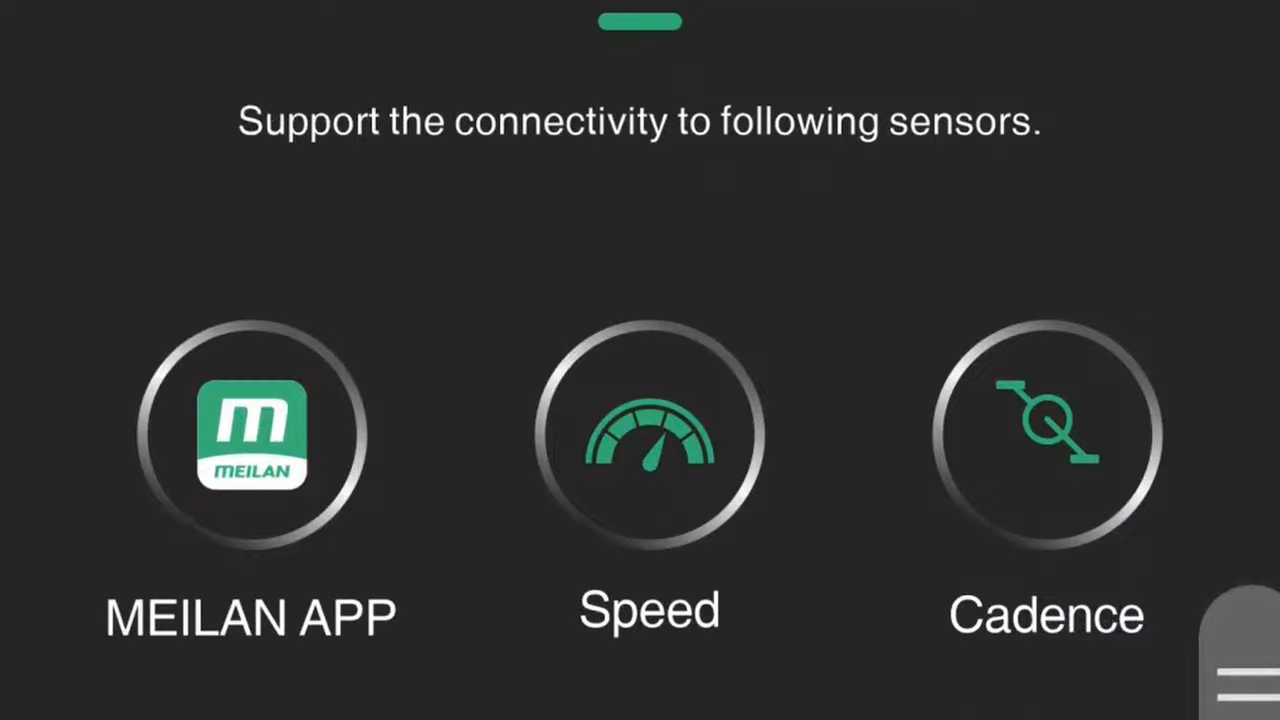 Support the connectivity to following sensors.
m
MEILAN
MEILAN APP
Speed
Cadence